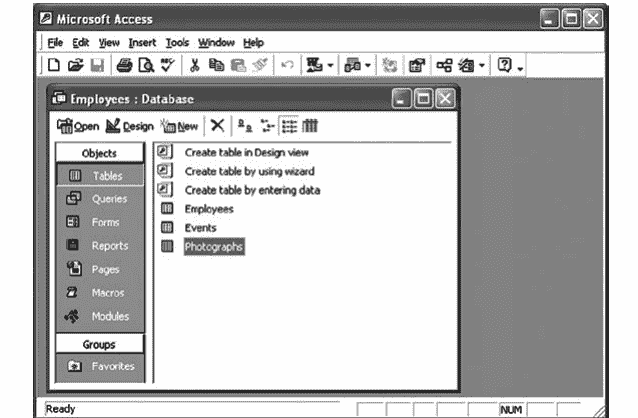 Microsoft Access
File Edit View Insert Tools Window Help
Employees : Database
Open Design New
Objects
Tables
Queries
Forms
Reports
Pages
Macros
Modules
Groups
Favorites
Create table in Design view
Create table by using wizard
Create table by entering data
Employees
Events
Photographs
Ready
NUM